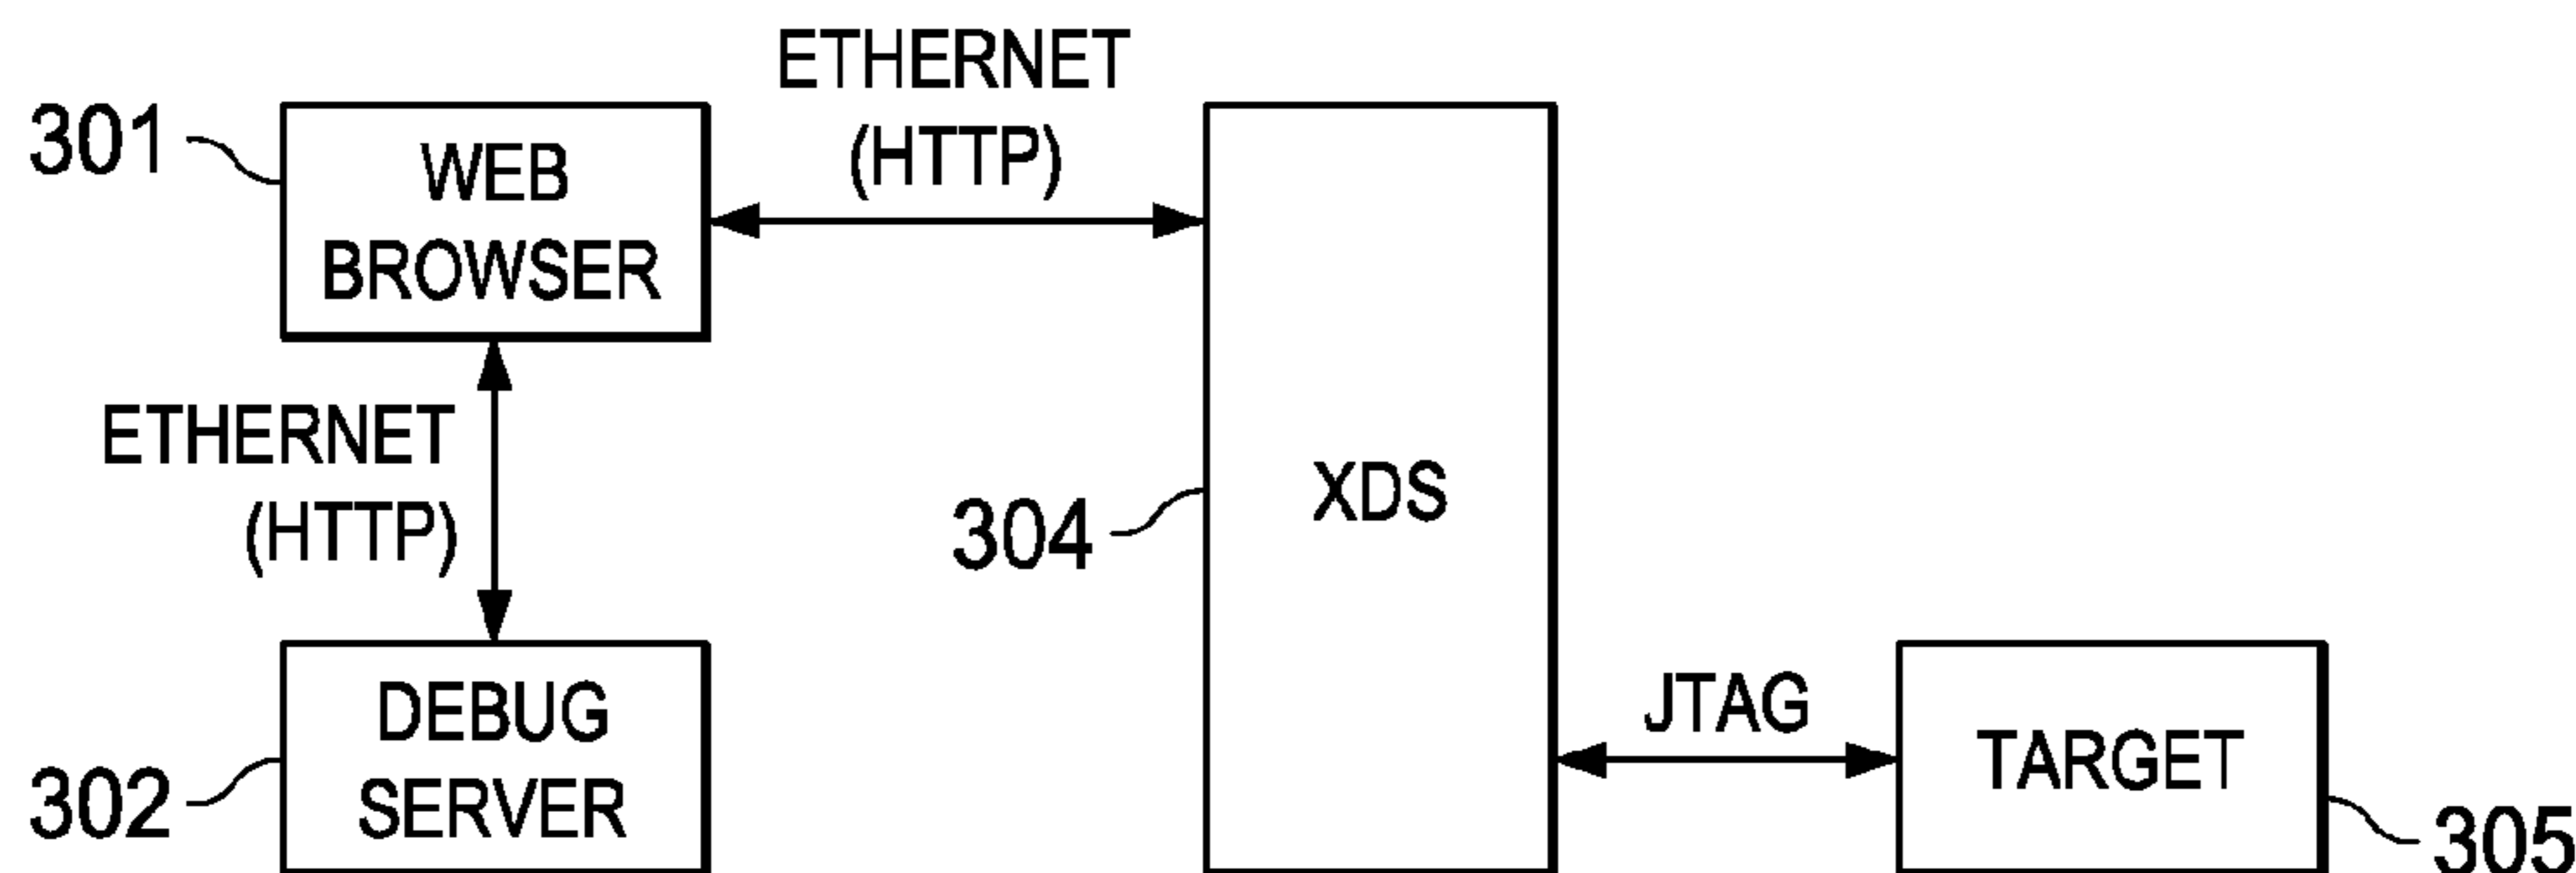 ETHERNET
(HTTP)
301
WEB
BROWSER
ETHERNET
(HTTP)
304
XDS
302
DEBUG
SERVER
JTAG
TARGET
305